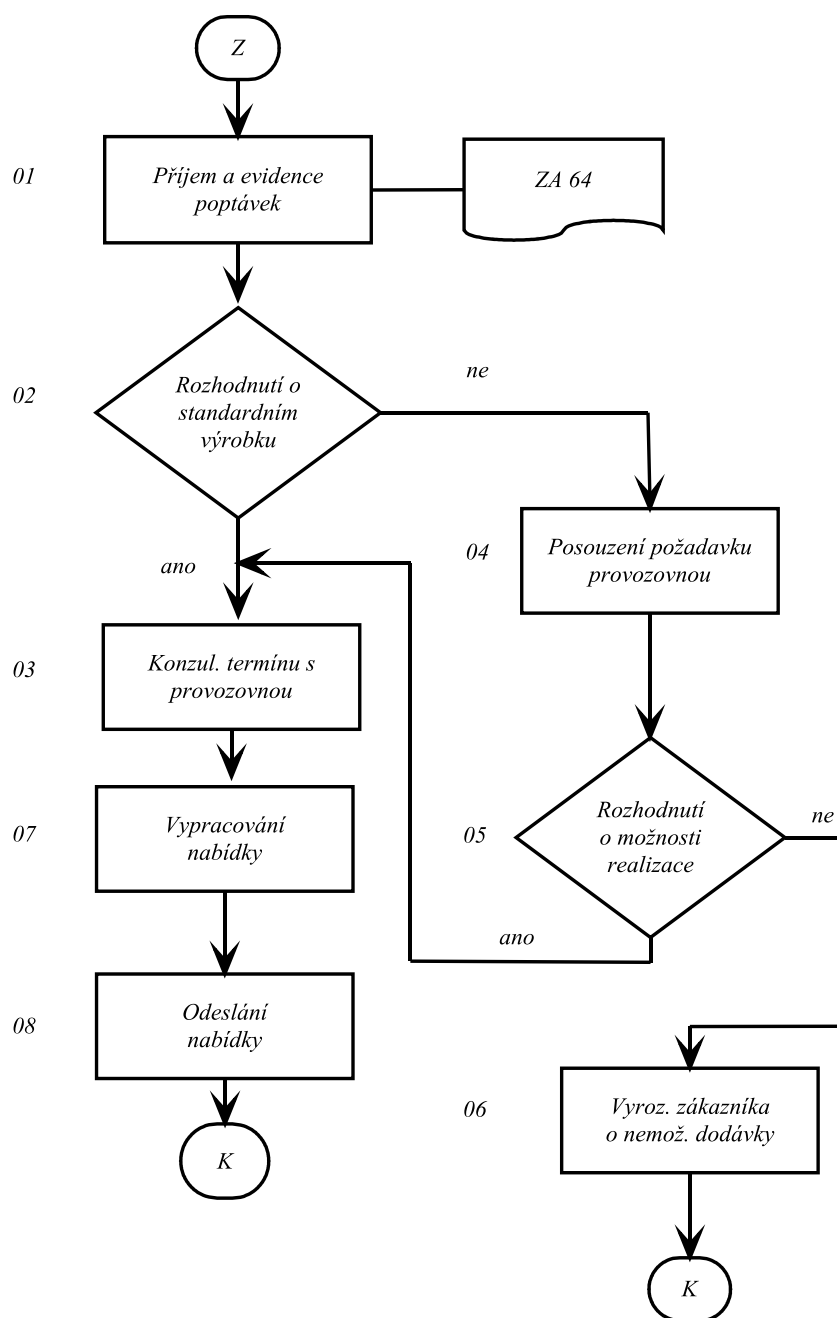 Z
01
Příjem a evidence
poptávek
ZA 64
02
Rozhodnutí o
standardním
výrobku
ne
ano
04
Posouzení požadavku
provozovnou
03
Konzul. termínu s
provozovnou
07
Vypracování
nabídky
05
Rozhodnutí
o možnosti
realizace
ne
ano
08
Odeslání
nabídky
K
06
Vyroz. zákazníka
o nemož. dodávky
K